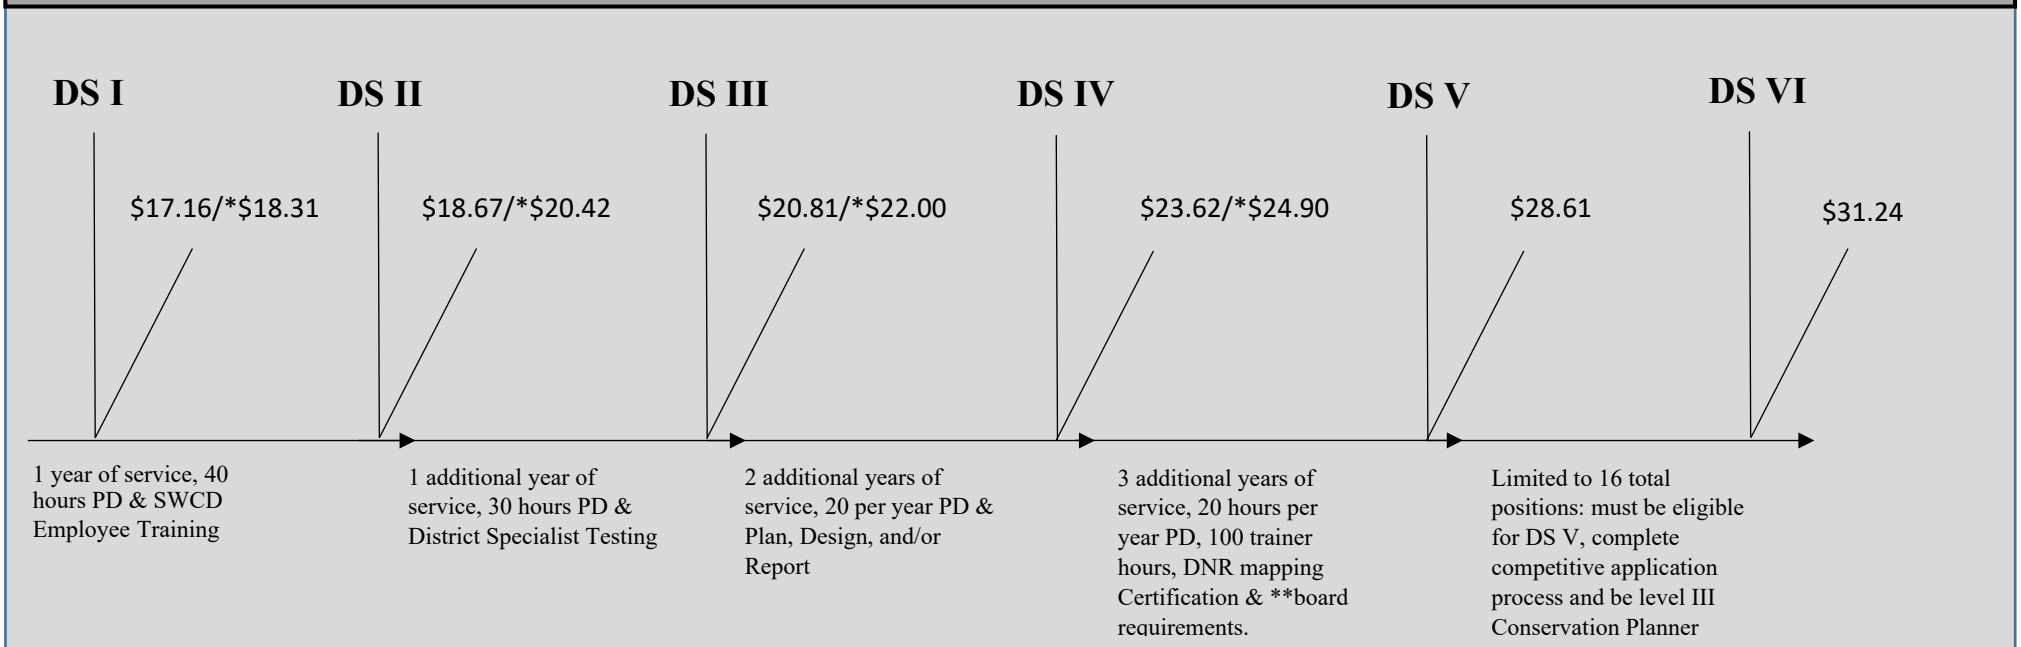 DS I
DS II
DS III
DS IV
DS V
DS VI
$17.16/*$18.31
$18.67/*$20.42
$20.81/*$22.00
$23.62/*$24.90
$28.61
$31.24
1 year of service, 40
hours PD & SWCD
Employee Training
1 additional year of
service, 30 hours PD &
District Specialist Testing
2 additional years of
service, 20 per year PD &
Plan, Design, and/or
Report
3 additional years of
service, 20 hours per
year PD, 100 trainer
hours, DNR mapping
Certification & **board
requirements.
Limited to 16 total
positions: must be eligible
for DS V, complete
competitive application
process and be level III
Conservation Planner